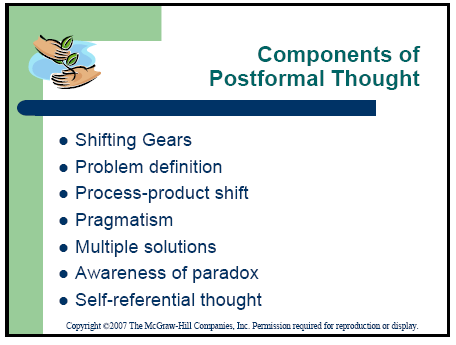 Components of
Postformal Thought
Shifting Gears
Problem definition
Process-product shift
Pragmatism
Multiple solutions
Awareness of paradox
Self-referential thought
Copyright ©2007 The McGraw-Hill Companies, Inc. Permission required for reproduction or display.